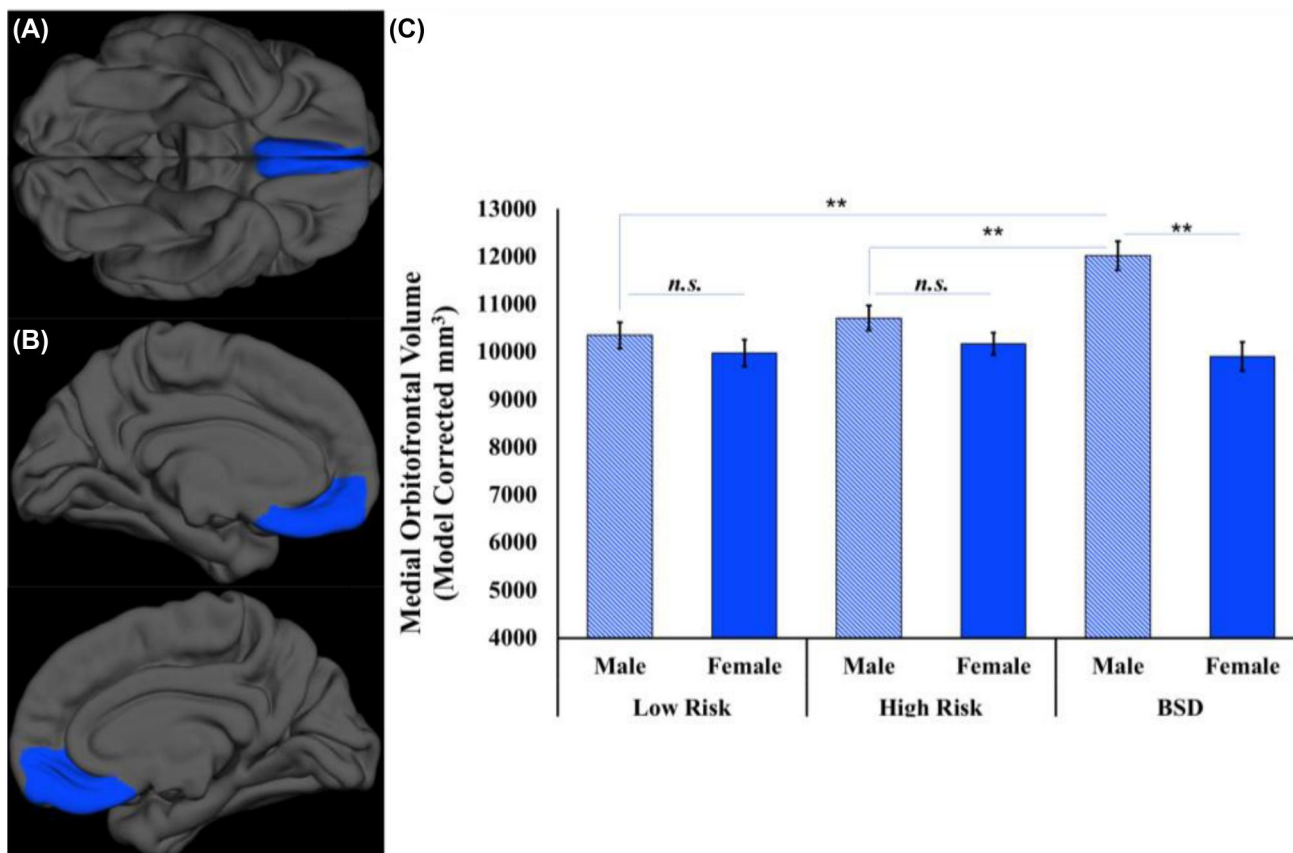 (A)
(B)
(C)
Medial Orbitofrontal Volume
(Model Corrected mm³)
13000
12000
11000
10000
9000
8000
7000
6000
5000
4000
**
**
**
n.s.
n.s.
Male Female Male Female Male Female
Low Risk High Risk BSD